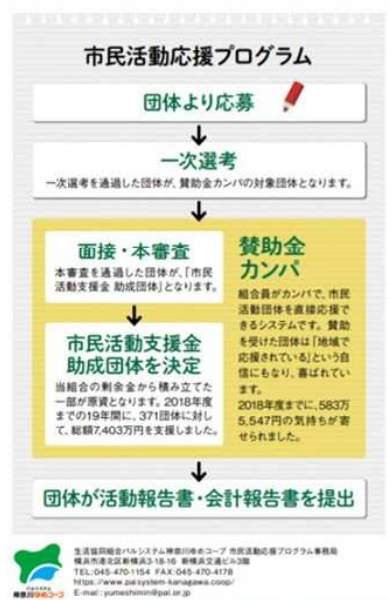 市民活動応援プログラム
団体より応募
一次選考
一次選考を通過した団体が、賛助金カンパの対象団体となります。
面接・本審査
本審査を通過した団体が、「市民
活動支援金 助成団体」となります。
市民活動支援金
助成団体を決定
当組合の剰余金から積み立てた
一部が原資となります。2018年度
までの19年間に、371団体に対し
て、総額7,403万円を支援しました。
賛助金
カンパ
組合員がカンパで、市民
活動団体を直接応援で
きるシステムです。賛助
を受けた団体は「地域で
応援されている」という自
信にもなり、喜ばれてい
ます。
2018年度までに、583万
5,547円の気持ちが寄
せられました。
団体が活動報告書・会計報告書を提出
パルシステム
神奈川ゆめコープ
生活協同組合パルシステム神奈川ゆめコープ 市民活動応援プログラム事務局
横浜市港北区新横浜3-18-16 新横浜交通ビル3階
TEL:045-470-1154 FAX:045-470-4178
https://www.palsystem-kanagawa.coop/
E-mail: yumeshimin@pal.or.jp